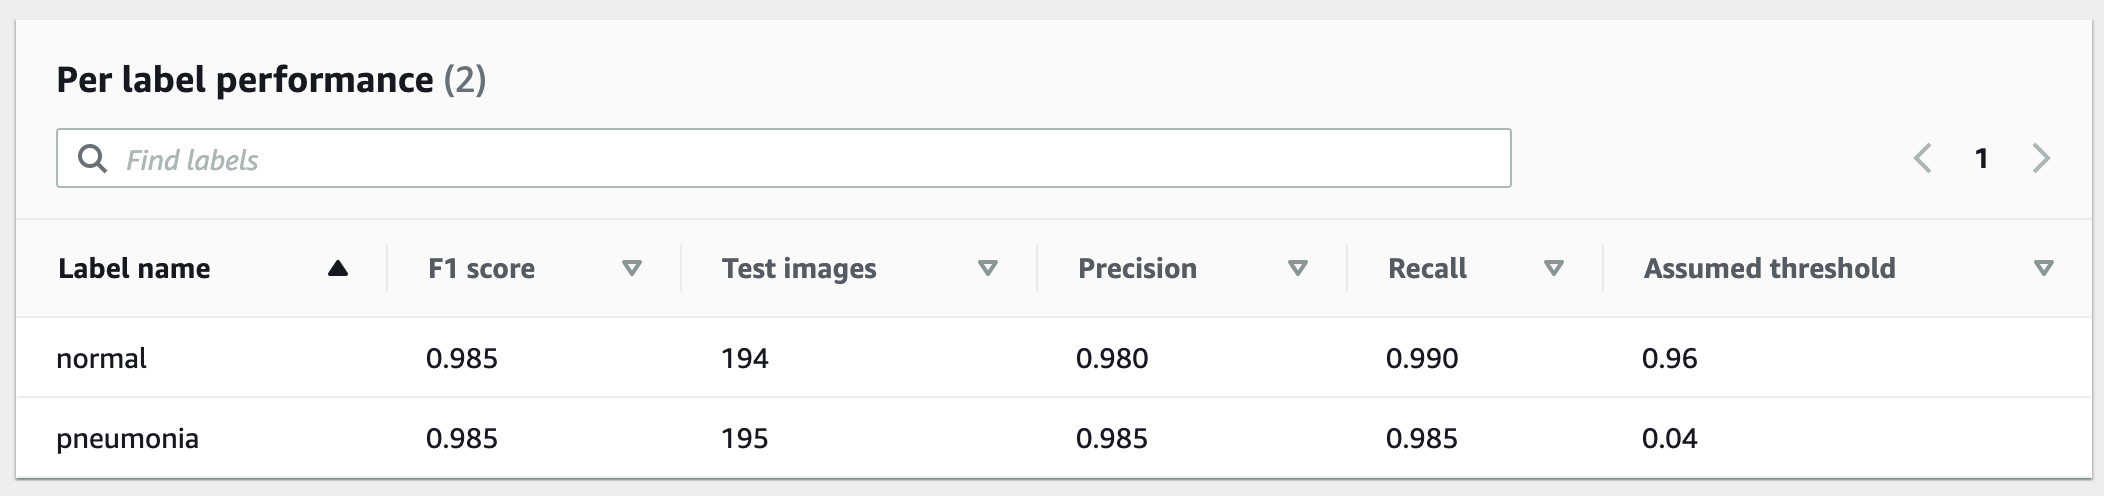 Per label performance (2)
Find labels
1
Label name F1 score Test images Precision Recall Assumed threshold
normal 0.985 194 0.980 0.990 0.96
pneumonia 0.985 195 0.985 0.985 0.04